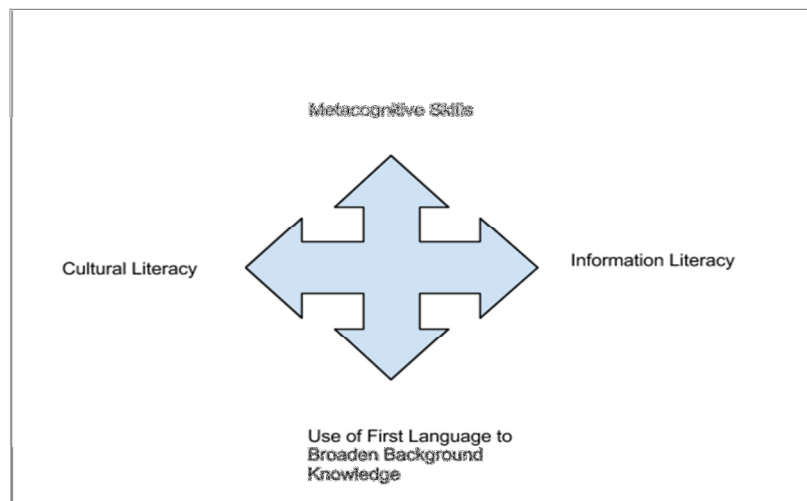 Metacognitive Skills
Cultural Literacy
Information Literacy
Use of First Language to
Broaden Background
Knowledge